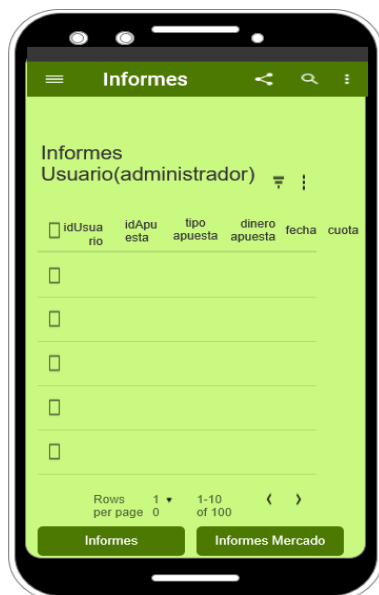 Informes
Informes
Usuario(administrador)
idUsua
rio
idApu
esta
tipo
apuesta
dinero
apuesta
fecha
cuota
Rows
per page
1
0
1-10
of 100
Informes
Informes Mercado